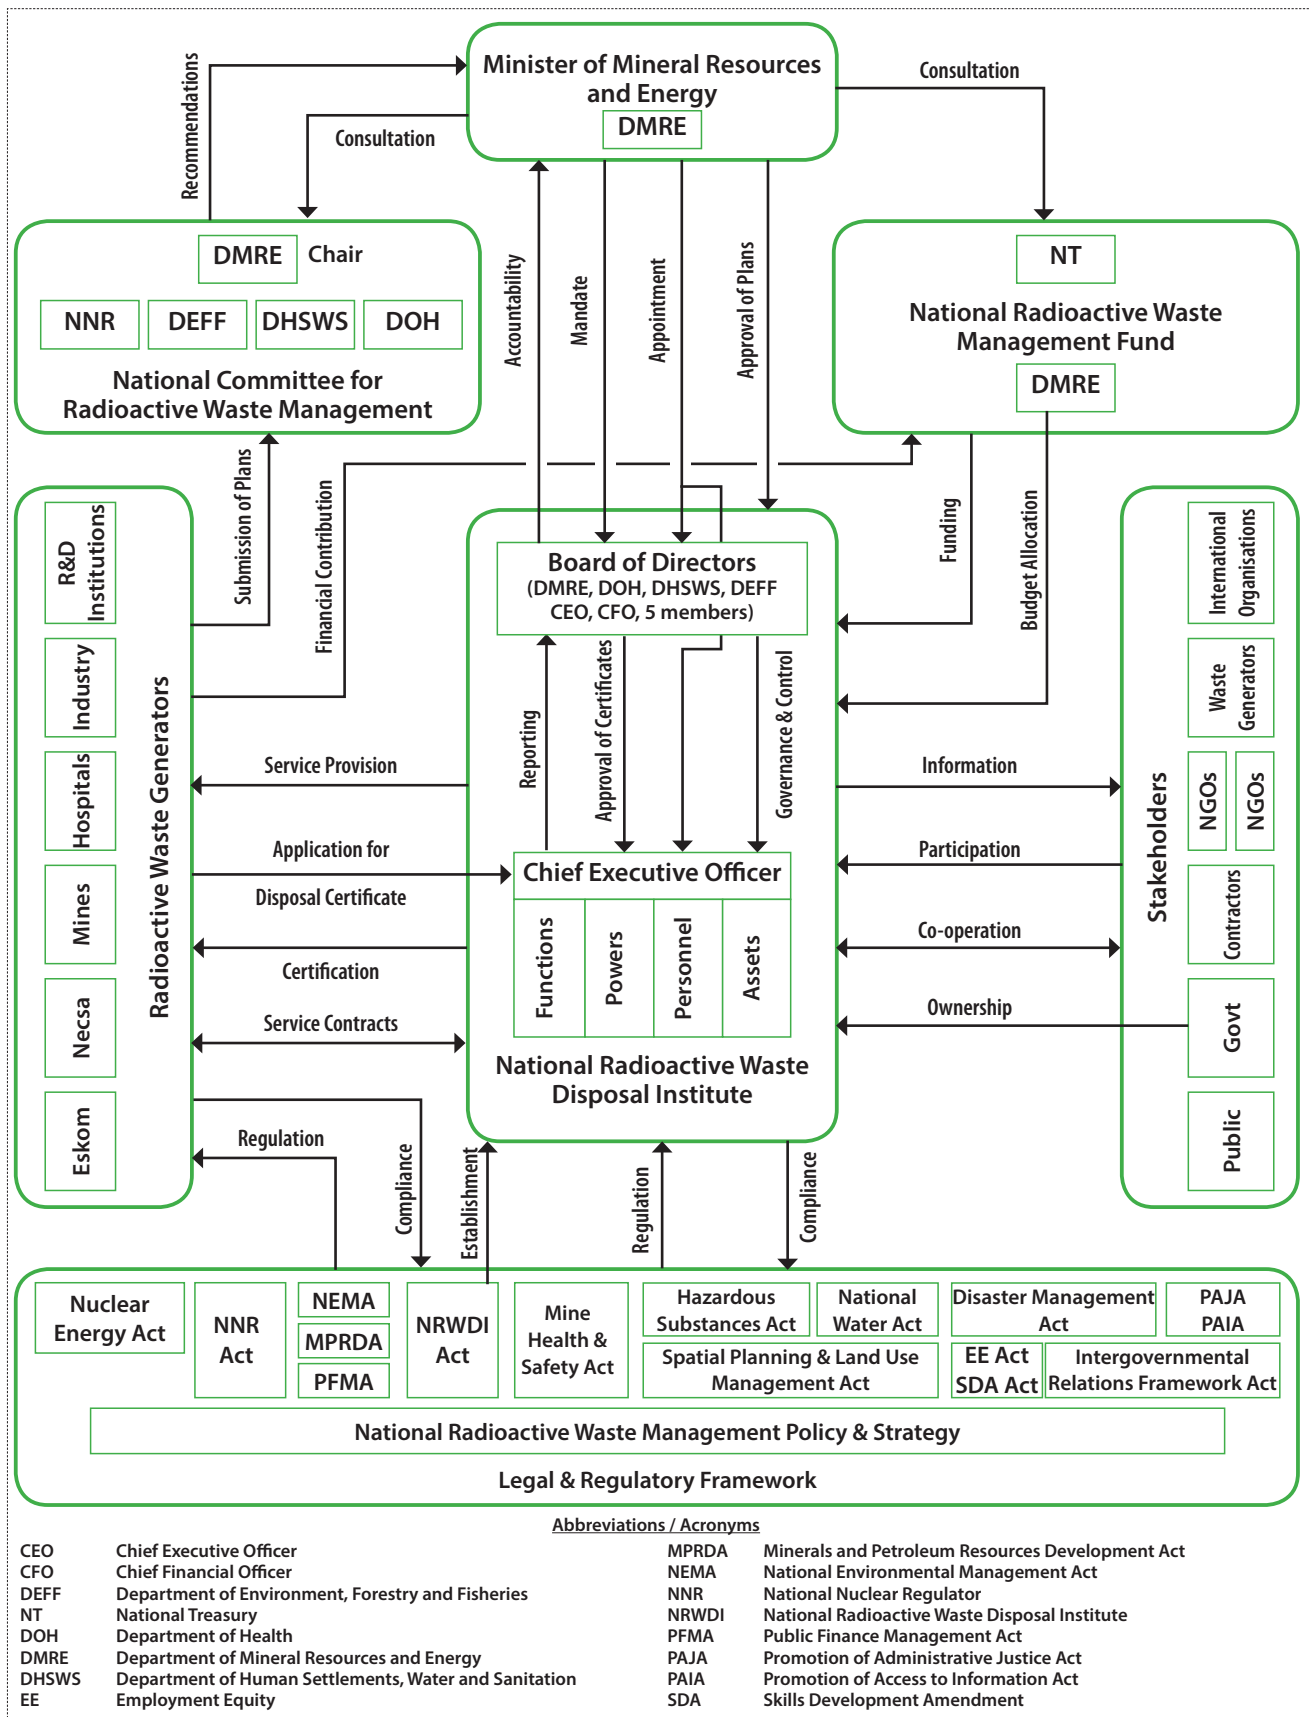 Minister of Mineral Resources
and Energy
DMRE
Recommendations
Consultation
Consultation
DMRE Chair
NNR DEFF DHSWS DOH
National Committee for
Radioactive Waste Management
Accountability
Mandate
Appointment
Approval of Plans
NT
National Radioactive Waste
Management Fund
DMRE
Submission of Plans
Financial Contribution
Funding
Budget Allocation
R&D
Institutions
Industry
Hospitals
Mines
Necsa
Eskom
Radioactive Waste Generators
Board of Directors
(DMRE, DOH, DHSWS, DEFF
CEO, CFO, 5 members)
Reporting
Approval of Certificates
Governance & Control
Chief Executive Officer
Functions
Powers
Personnel
Assets
National Radioactive Waste
Disposal Institute
Service Provision
Application for
Disposal Certificate
Certification
Service Contracts
Regulation
Compliance
Establishment
Regulation
Compliance
Information
Participation
Co-operation
Ownership
Stakeholders
International
Organisations
Waste
Generators
NGOs
NGOs
Contractors
Govt
Public
Nuclear
Energy Act
NNR
Act
NEMA
MPRDA
PFMA
NRWDI
Act
Mine
Health &
Safety Act
Hazardous
Substances Act
National
Water Act
Disaster Management
Act
PAJA
PAIA
Spatial Planning & Land Use
Management Act
EE Act
SDA Act
Intergovernmental
Relations Framework Act
National Radioactive Waste Management Policy & Strategy
Legal & Regulatory Framework
Abbreviations / Acronyms
CEO Chief Executive Officer
CFO Chief Financial Officer
DEFF Department of Environment, Forestry and Fisheries
NT National Treasury
DOH Department of Health
DMRE Department of Mineral Resources and Energy
DHSWS Department of Human Settlements, Water and Sanitation
EE Employment Equity
MPRDA Minerals and Petroleum Resources Development Act
NEMA National Environmental Management Act
NNR National Nuclear Regulator
NRWDI National Radioactive Waste Disposal Institute
PFMA Public Finance Management Act
PAJA Promotion of Administrative Justice Act
PAIA Promotion of Access to Information Act
SDA Skills Development Amendment